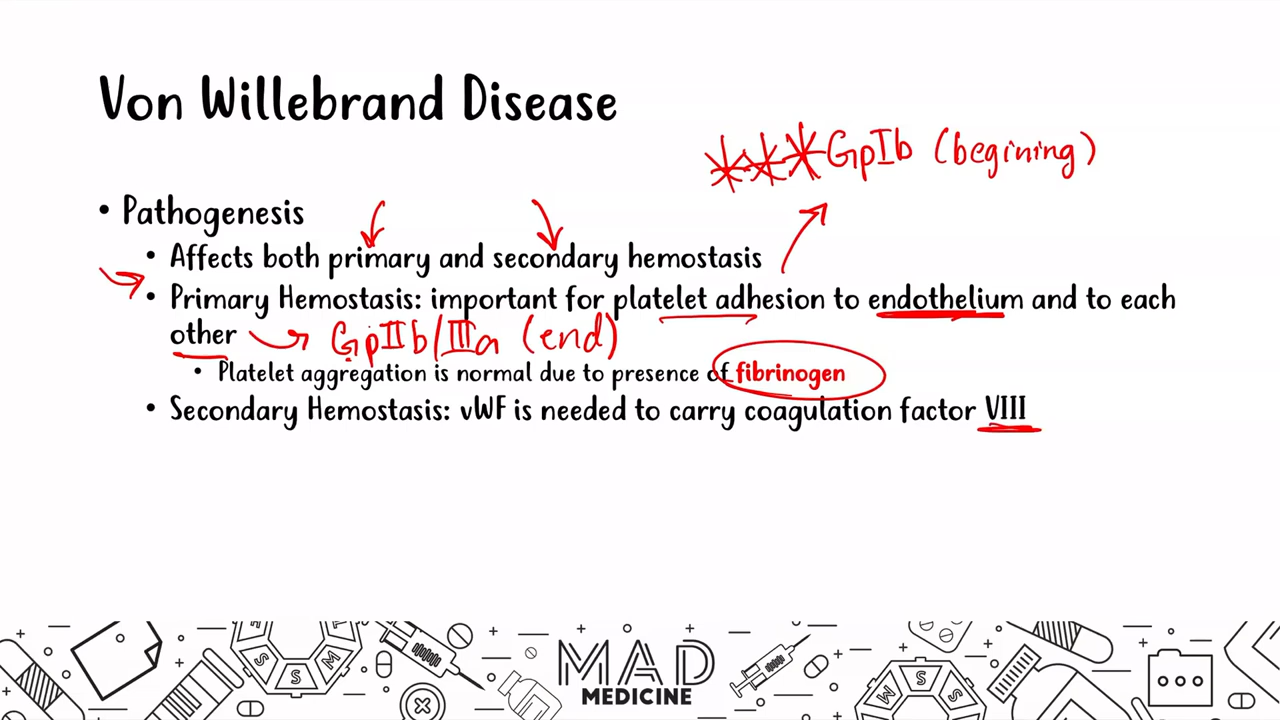 Von Willebrand Disease
GpIb (begining)
• Pathogenesis
• Affects both primary and secondary hemostasis
• Primary Hemostasis: important for platelet adhesion to endothelium and to each
other GpIIb/IIIa (end)
• Platelet aggregation is normal due to presence of fibrinogen
• Secondary Hemostasis: vWF is needed to carry coagulation factor VIII
S S M
M S S
MAD
MEDICINE